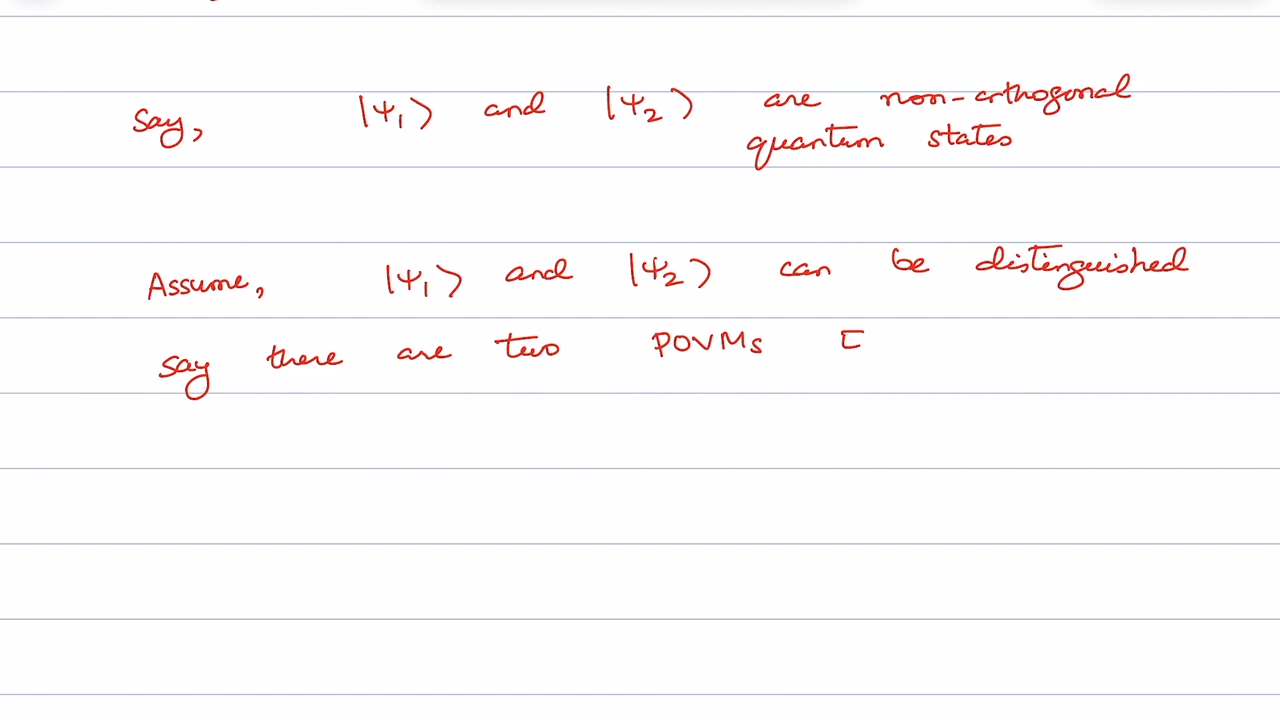 Say, |ψ₁⟩ and |ψ₂⟩ are non-orthogonal
quantum states
Assume, |ψ₁⟩ and |ψ₂⟩ can be distinguished
say there are two POVMs